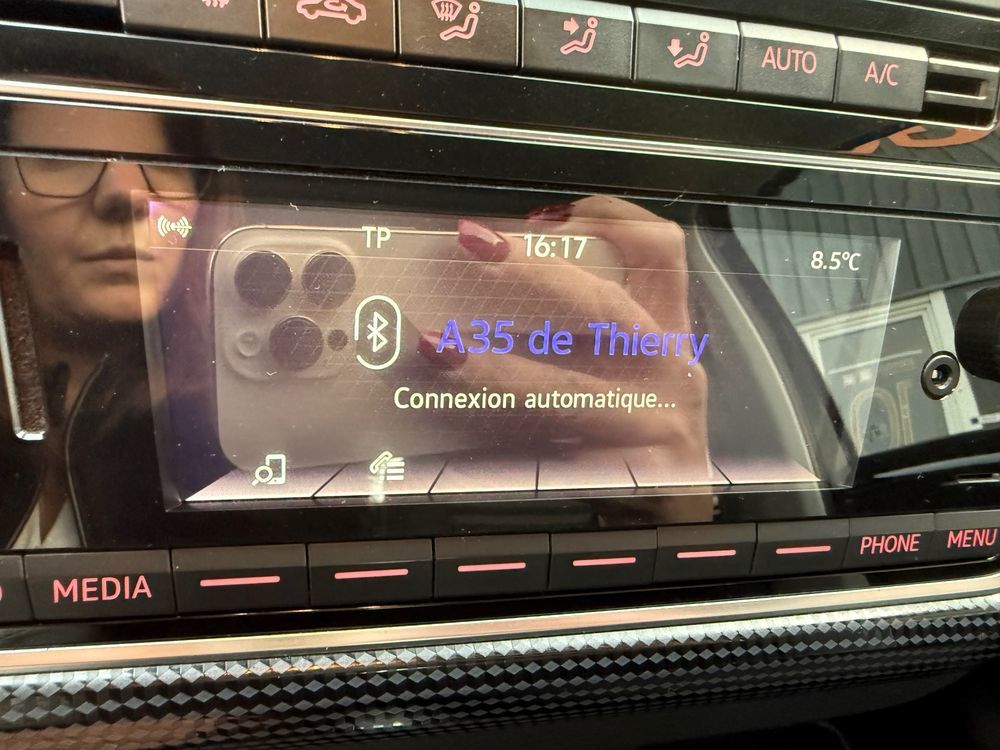 AUTO
A/C
TP
16:17
8.5°C
A35 de Thierry
Connexion automatique...
PHONE
MENU
MEDIA